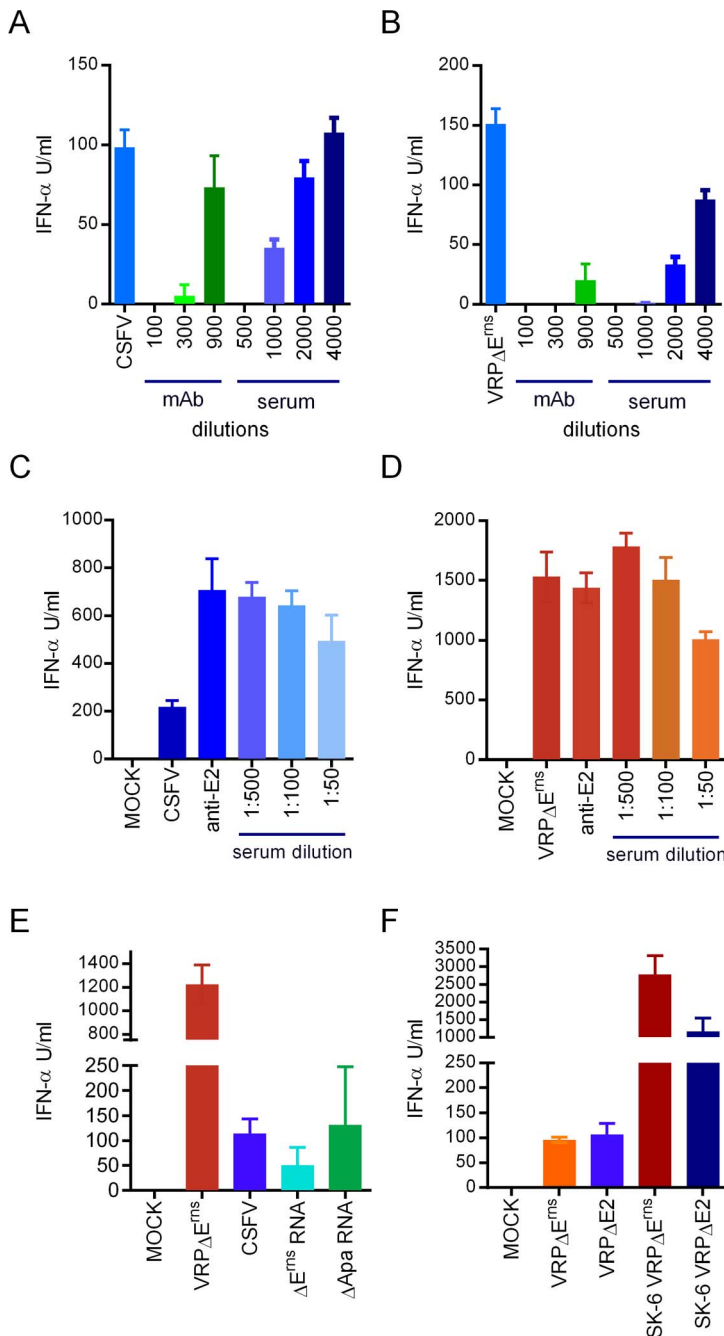 A
IFN-α U/ml
150
100
50
0
CSFV
100
300
900
500
1000
2000
4000
mAb
serum
dilutions
B
IFN-α U/ml
200
150
100
50
0
VRPΔE^rns
100
300
900
500
1000
2000
4000
mAb
serum
dilutions
C
IFN-α U/ml
1000
800
600
400
200
0
MOCK
CSFV
anti-E2
1:500
1:100
1:50
serum dilution
D
IFN-α U/ml
2000
1500
1000
500
0
MOCK
VRPΔE^rns
anti-E2
1:500
1:100
1:50
serum dilution
E
IFN-α U/ml
1400
1200
1000
800
250
200
150
100
50
0
MOCK
VRPΔE^rns
CSFV
ΔE^rns RNA
ΔApa RNA
F
IFN-α U/ml
3500
3000
2500
2000
1500
1000
250
200
150
100
50
0
MOCK
VRPΔE^rns
VRPΔE2
SK-6 VRPΔE^rns
SK-6 VRPΔE2